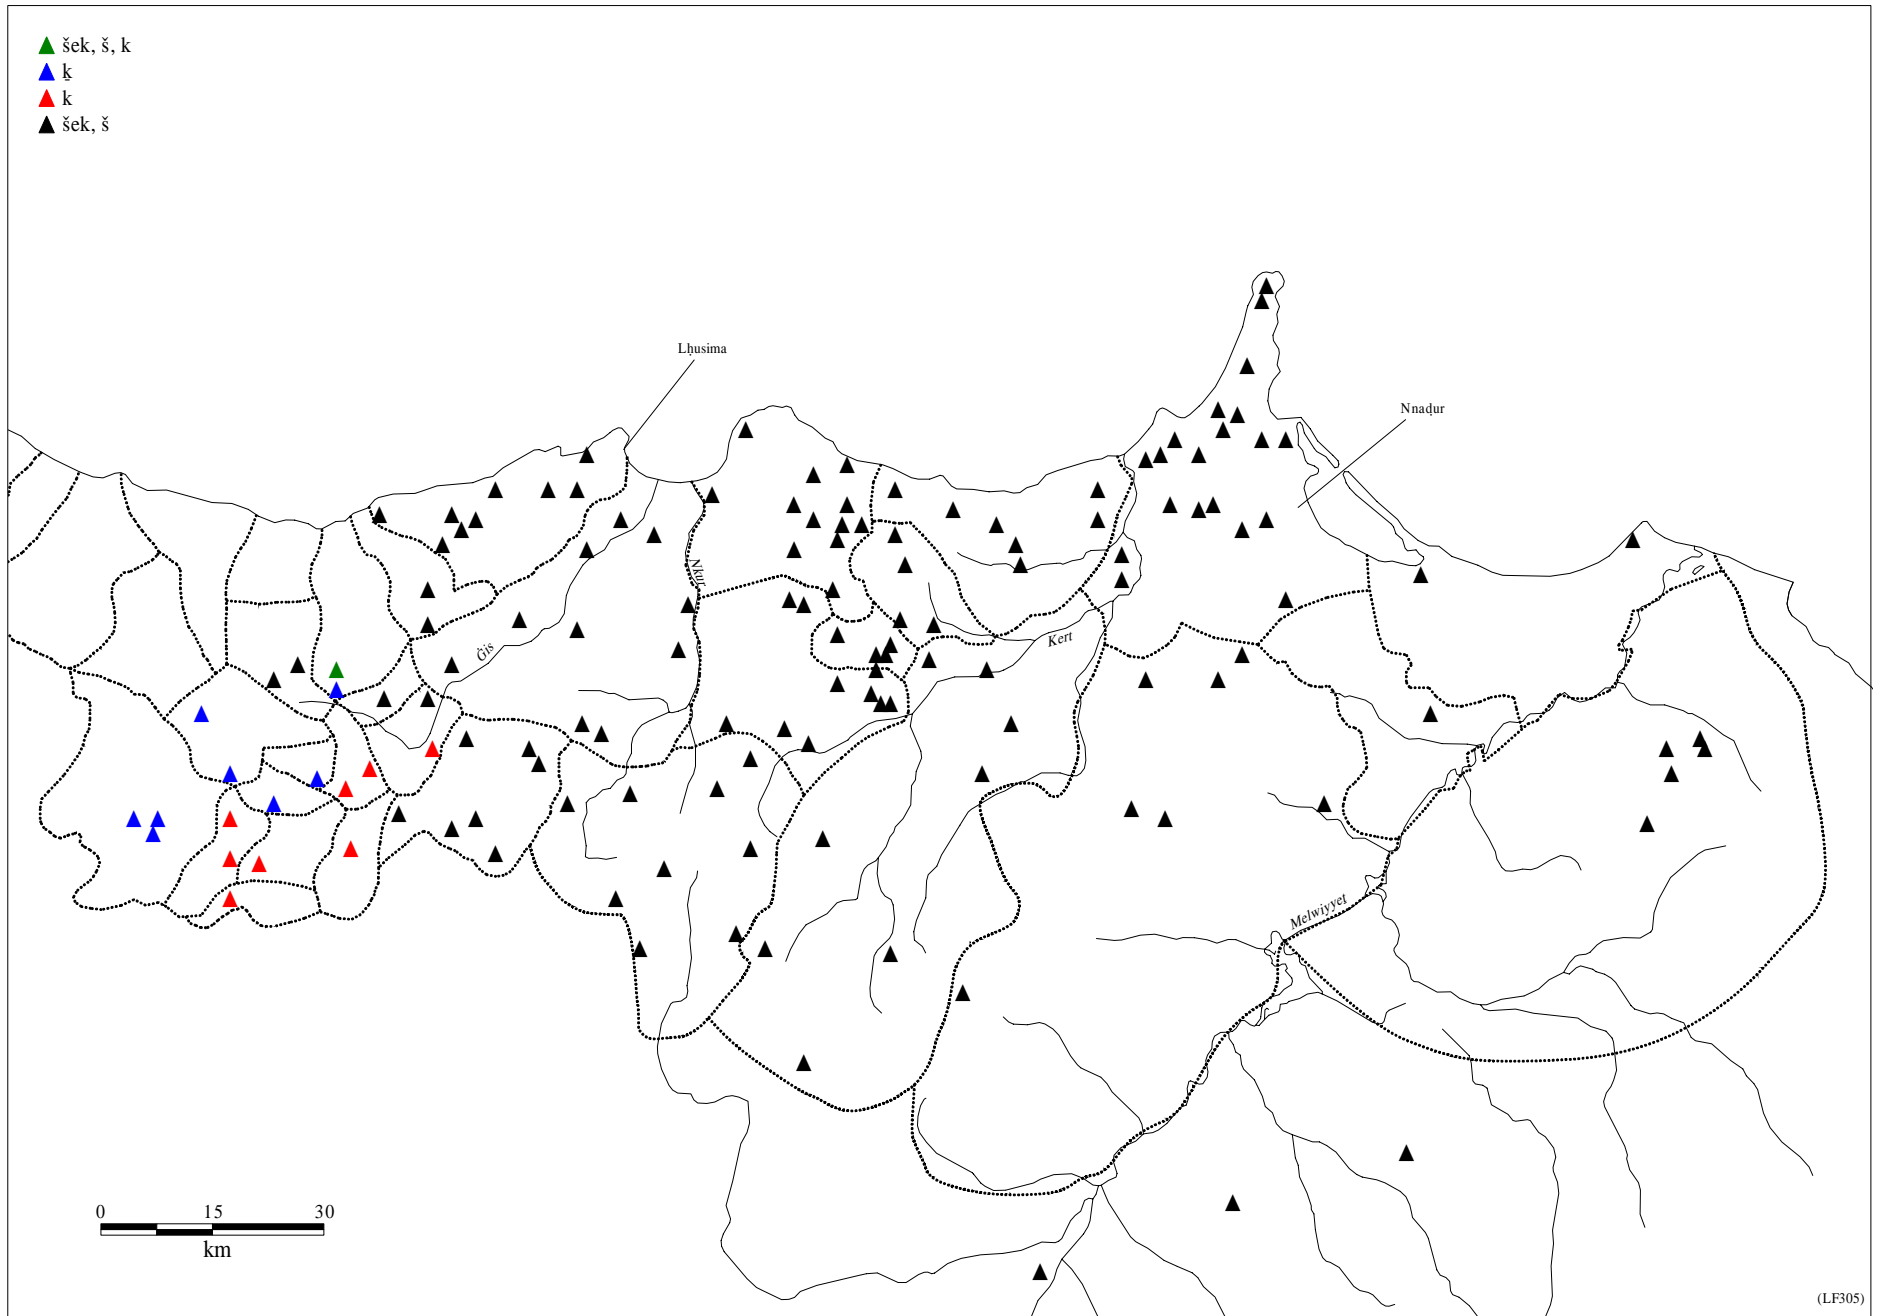 šek, š, k
ḵ
k
šek, š
Lḥusima
Nnaḍur
Nkur
Ġis
Kert
Melwiyyet
0 15 30
km
(LF305)